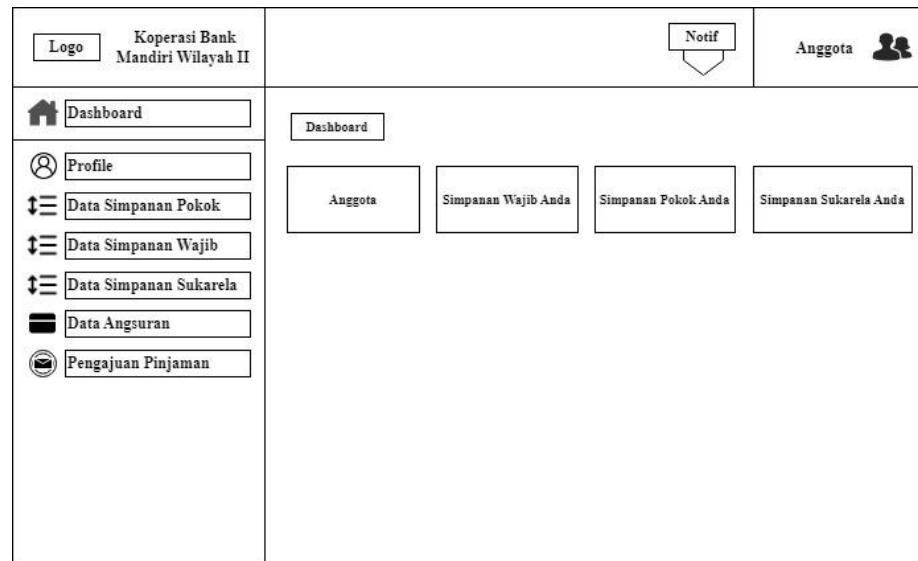 Logo
Koperasi Bank
Mandiri Wilayah II
Notif
Anggota
Dashboard
Profile
Data Simpanan Pokok
Data Simpanan Wajib
Data Simpanan Sukarela
Data Angsuran
Pengajuan Pinjaman
Dashboard
Anggota
Simpanan Wajib Anda
Simpanan Pokok Anda
Simpanan Sukarela Anda